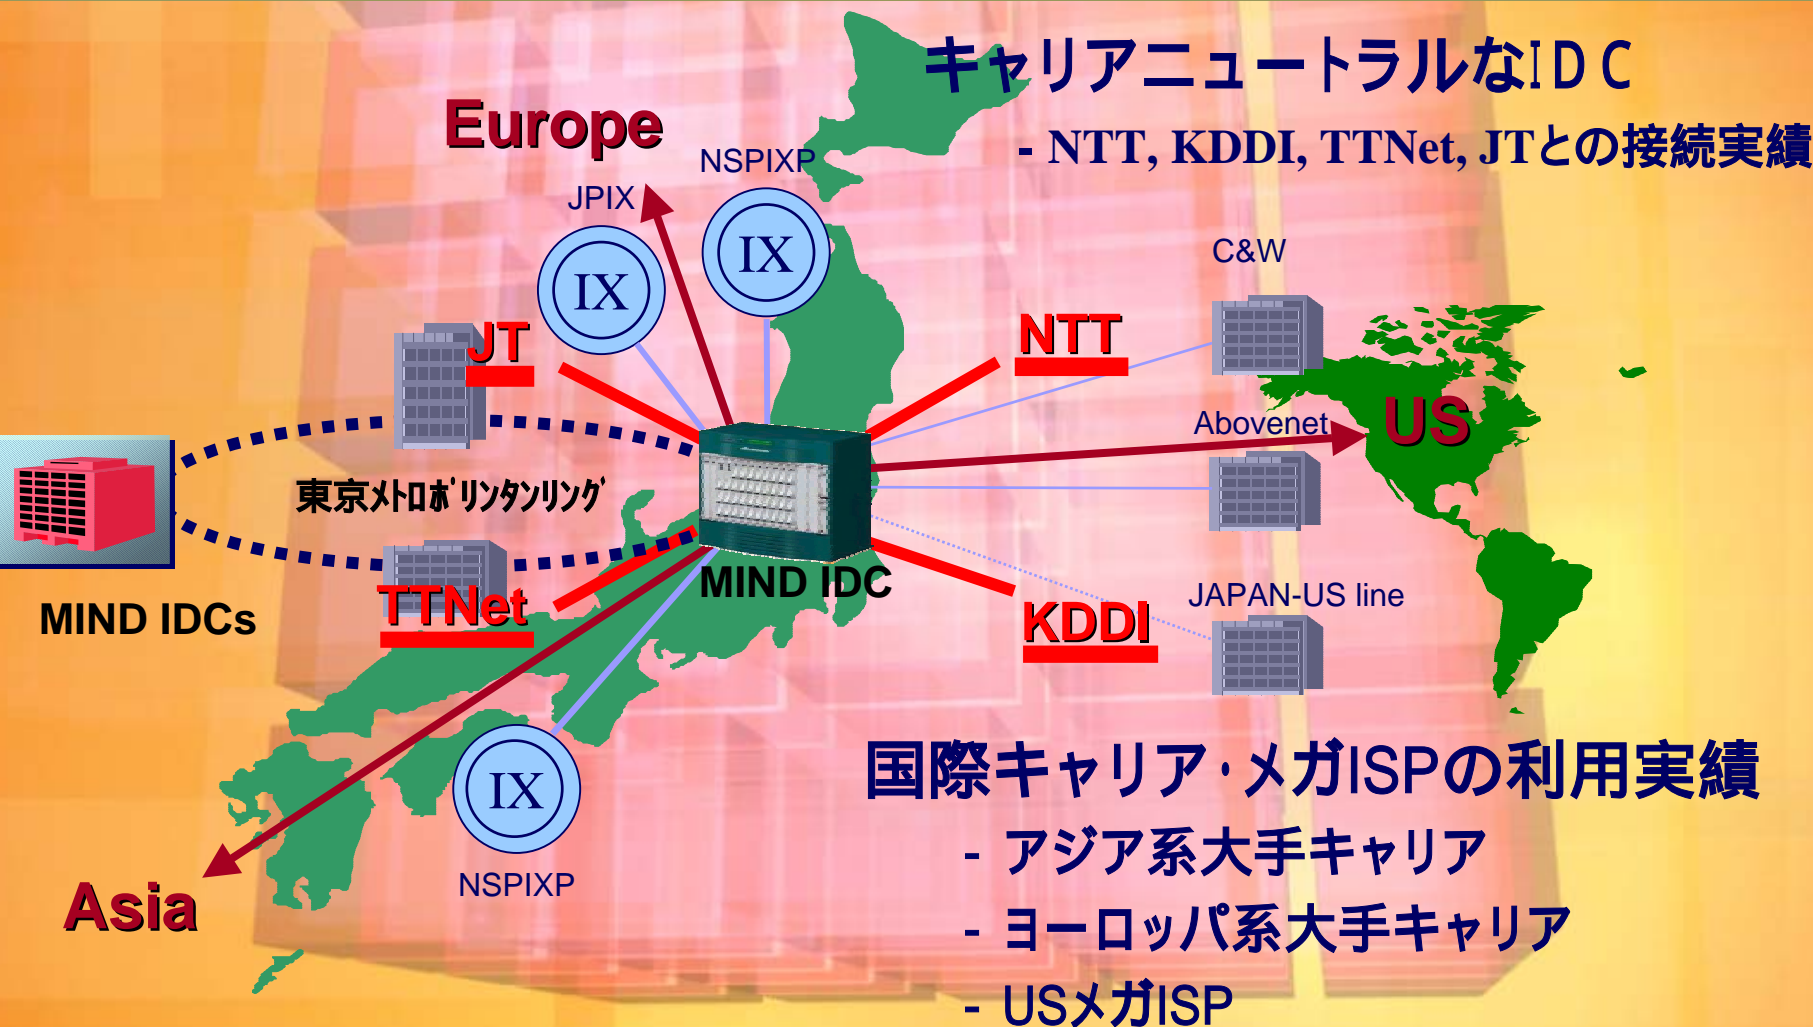 キャリアニュートラルなIDC
- NTT, KDDI, TTNet, JTとの接続実績
Europe
NSPIXP
JPIX
IX
IX
C&W
JT
NTT
Abovenet
US
東京メトロポリンタンリング
MIND IDC
MIND IDCs
TTNet
JAPAN-US line
KDDI
国際キャリア・メガISPの利用実績
IX
- アジア系大手キャリア
NSPIXP
Asia
- ヨーロッパ系大手キャリア
- USメガISP